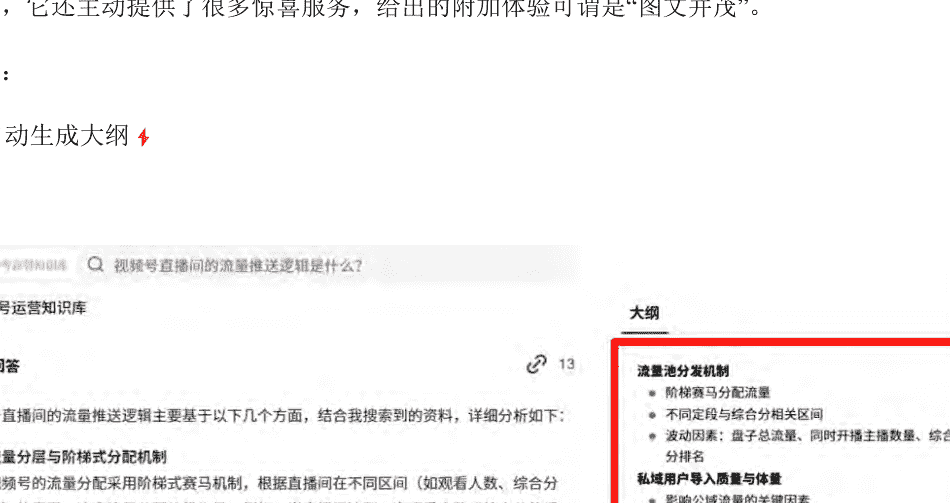 ，它还主动提供了很多惊喜服务，给出的附加体验可谓是“图文并茂”。
：
动生成大纲
视频号直播间的流量推送逻辑是什么?
号运营知识库
大纲
回答
13
流量池分发机制
阶梯赛马分配流量
直播间的流量推送逻辑主要基于以下几个方面，结合我搜索到的资料，详细分析如下：
不同定段与综合分相关区间
波动因素：盘子总流量、同时开播主播数量、综合
分排名
量分层与阶梯式分配机制
私域用户导入质量与体量
频号的流量分配采用阶梯式赛马机制，根据直播间在不同区间（如观看人数、综合分
影响公域流量的关键因素